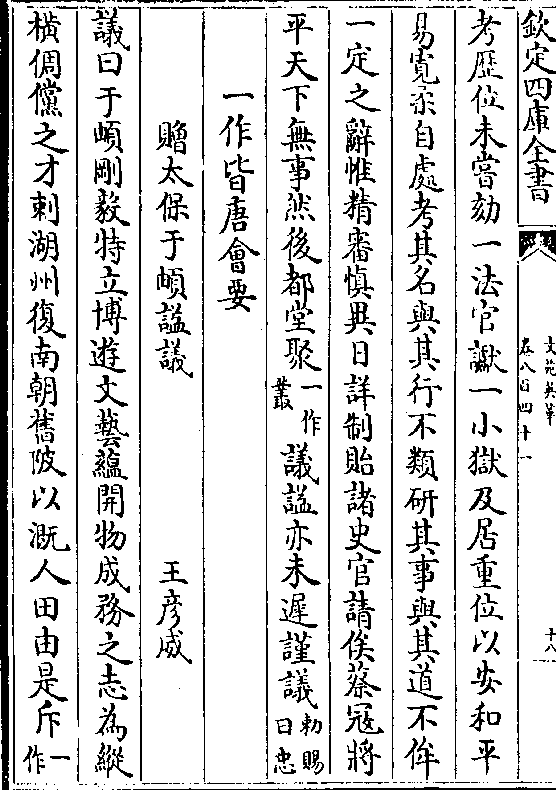 欽定四庫全書
文苑英華
卷八百四十一
十八
考歷位未嘗劾一法官讞一小獄及居重位以安和平
易寛柔自處考其名與其行不類研其事與其道不侔
一定之辭惟精審慎異日詳制貽諸史官請俟蔡寇將
平天下無事然後都堂聚一作叢議諡亦未遲謹議勅賜曰忠
一作皆唐會要
贈太保于頔諡議 王彦威
議曰于頔剛毅特立博遊文藝蘊開物成務之志為縱
横倜儻之才刺湖州復南朝舊陂以溉人田由是斥一作